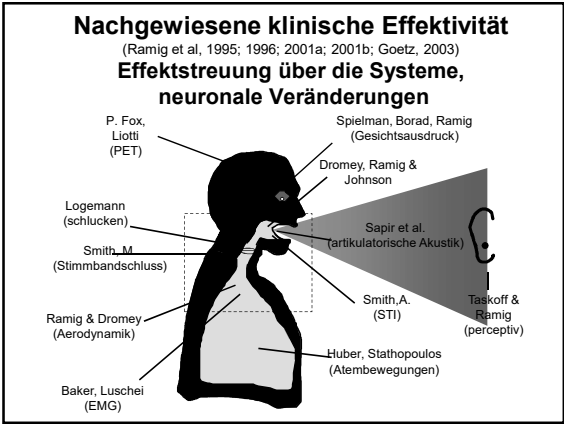 Nachgewiesene klinische Effektivität
(Ramig et al, 1995; 1996; 2001a; 2001b; Goetz, 2003)
Effektstreuung über die Systeme,
neuronale Veränderungen
P. Fox,
Liotti
(PET)
Spielman, Borad, Ramig
(Gesichtsausdruck)
Dromey, Ramig &
Johnson
Logemann
(schlucken)
Sapir et al.
(artikulatorische Akustik)
Smith, M
(Stimmbandschluss)
Smith,A.
(STI)
Taskoff &
Ramig
(perceptiv)
Ramig & Dromey
(Aerodynamik)
Huber, Stathopoulos
(Atembewegungen)
Baker, Luschei
(EMG)